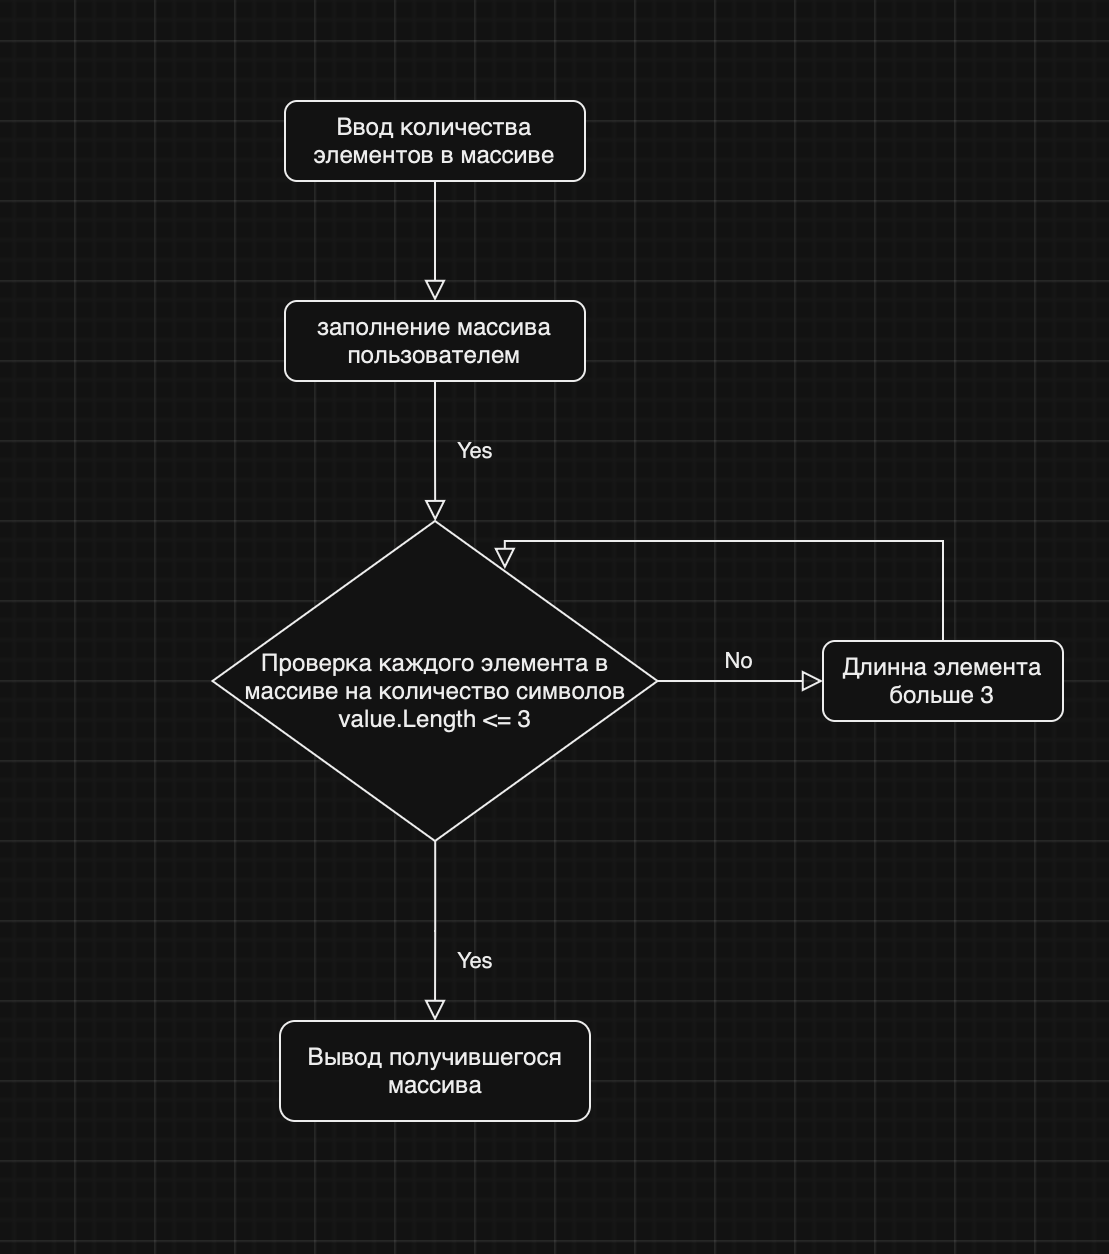 Ввод количества
элементов в массиве
заполнение массива
пользователем
Yes
Проверка каждого элемента в
массиве на количество символов
value.Length <= 3
No
Длинна элемента
больше 3
Yes
Вывод получившегося
массива